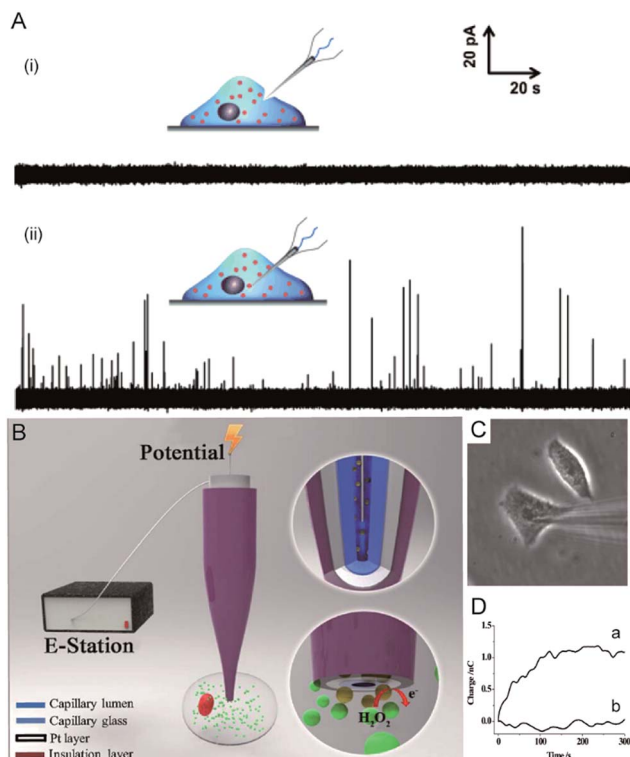 A
(i)
20 pA
20 s
(ii)
B
Potential
E-Station
Capillary lumen
Capillary glass
Pt layer
Insulation layer
e-
H2O2
C
D
Charge /nC
1.5
1.0
0.5
0.0
a
b
0
100
200
300
Time /s